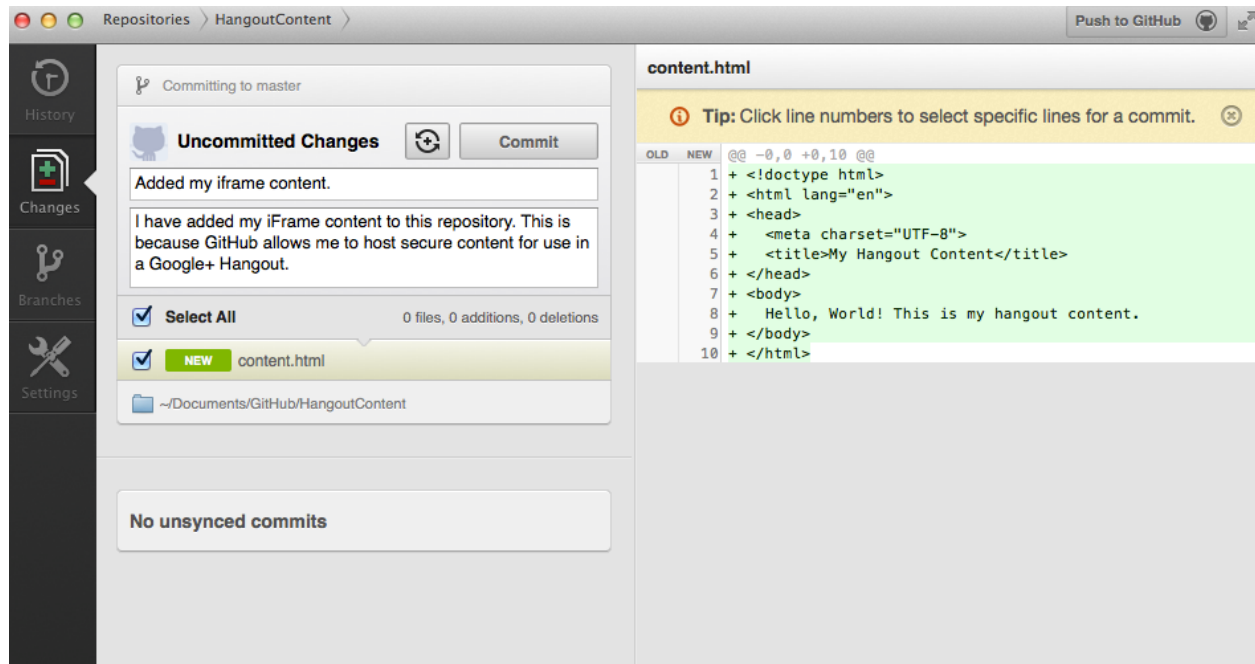 Repositories HangoutContent
Push to GitHub
History
Changes
Branches
Settings
Committing to master
Uncommitted Changes
Commit
Added my iframe content.
I have added my iFrame content to this repository. This is
because GitHub allows me to host secure content for use in
a Google+ Hangout.
Select All 0 files, 0 additions, 0 deletions
NEW content.html
~/Documents/GitHub/HangoutContent
No unsynced commits
content.html
Tip: Click line numbers to select specific lines for a commit.
OLD NEW @@ -0,0 +0,10 @@
1 + <!doctype html>
2 + <html lang="en">
3 + <head>
4 +   <meta charset="UTF-8">
5 +   <title>My Hangout Content</title>
6 + </head>
7 + <body>
8 +   Hello, World! This is my hangout content.
9 + </body>
10 + </html>